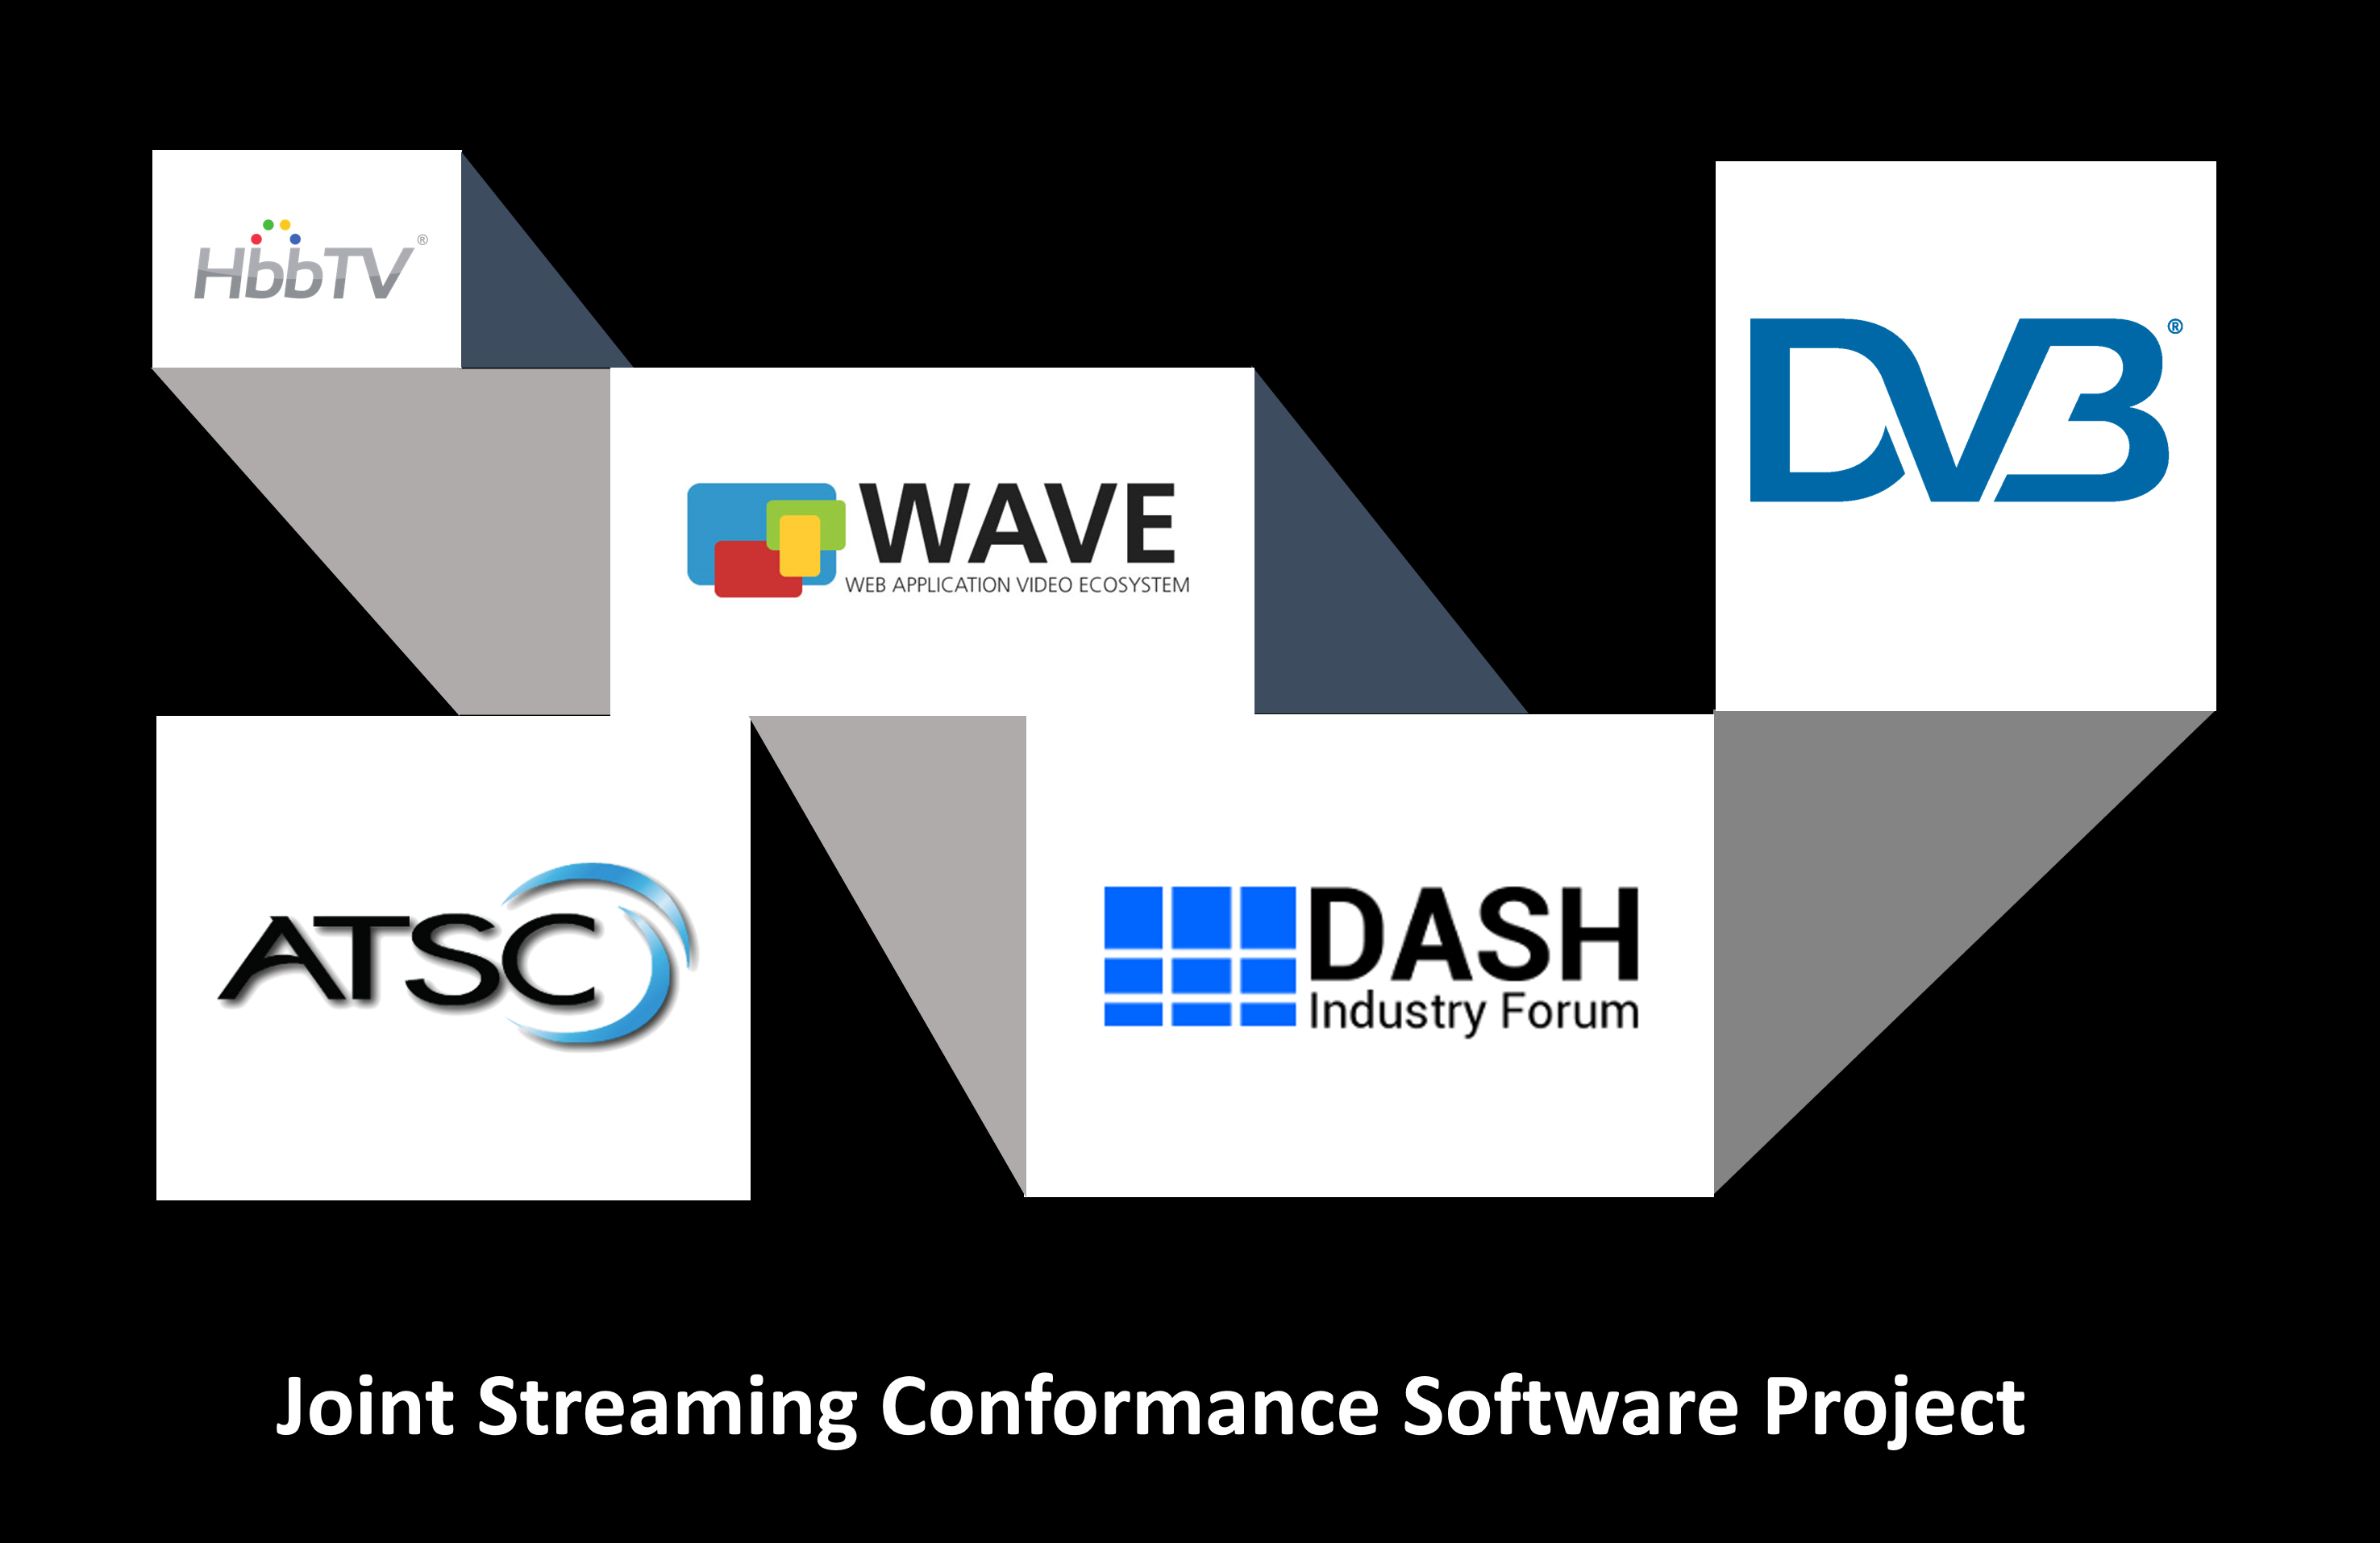 HbbTV®
DVB®
WAVE
WEB APPLICATION VIDEO ECOSYSTEM
ATSC
DASH
Industry Forum
Joint Streaming Conformance Software Project